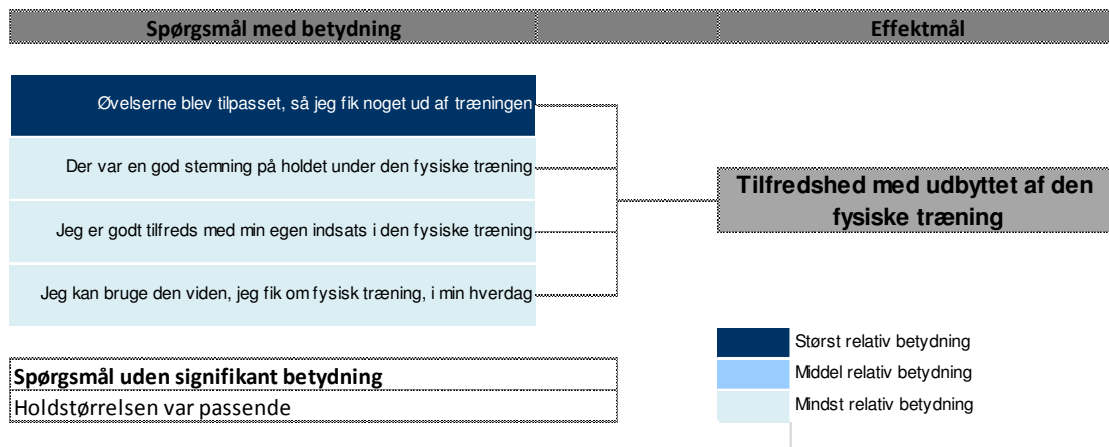 Spørgsmål med betydning
Effektmål
Øvelserne blev tilpasset, så jeg fik noget ud af træningen
Der var en god stemning på holdet under den fysiske træning
Jeg er godt tilfreds med min egen indsats i den fysiske træning
Jeg kan bruge den viden, jeg fik om fysisk træning, i min hverdag
Tilfredshed med udbyttet af den
fysiske træning
Størst relativ betydning
Middel relativ betydning
Mindst relativ betydning
Spørgsmål uden signifikant betydning
Holdstørrelsen var passende